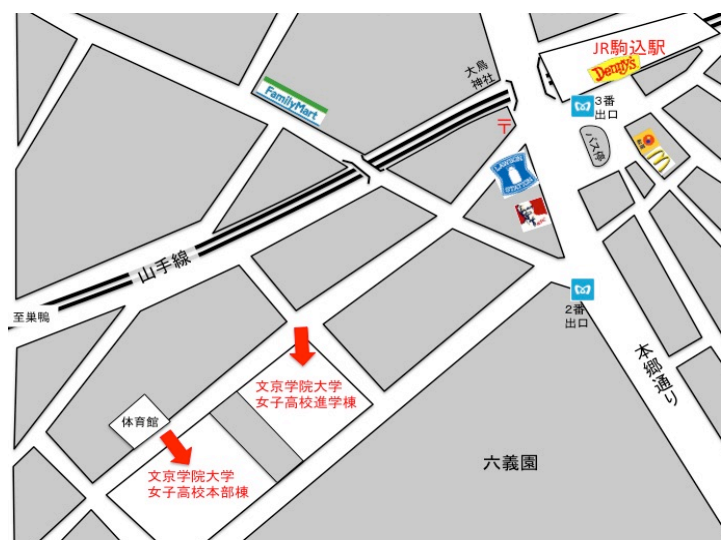 JR駒込駅
Denny's
大鳥
神社
FamilyMart
3番
出口
〒
バス停
LAWSON
STATION
KFC
山手線
至巣鴨
2番
出口
本郷通り
文京学院大学
女子高校進学棟
体育館
文京学院大学
女子高校本部棟
六義園